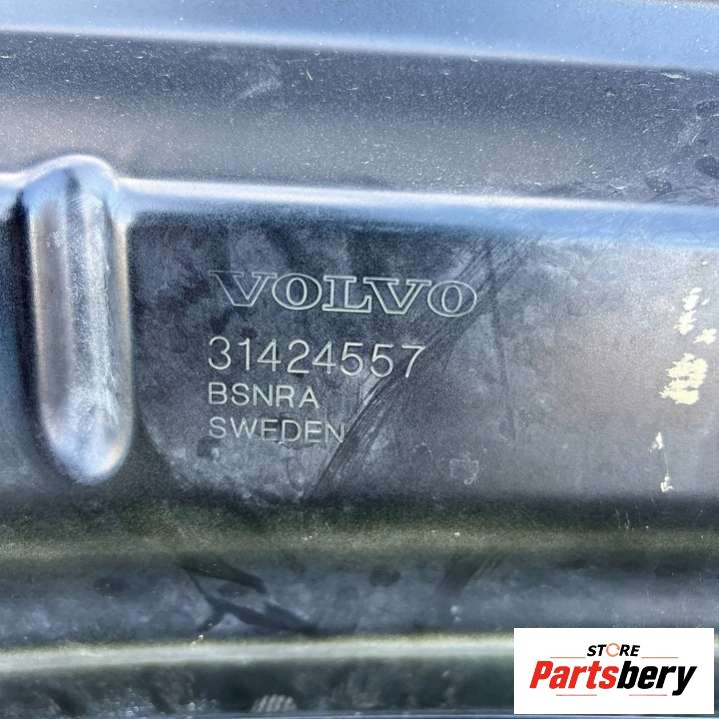 VOLVO
31424557
BSNRA
SWEDEN
STORE
Partsbery